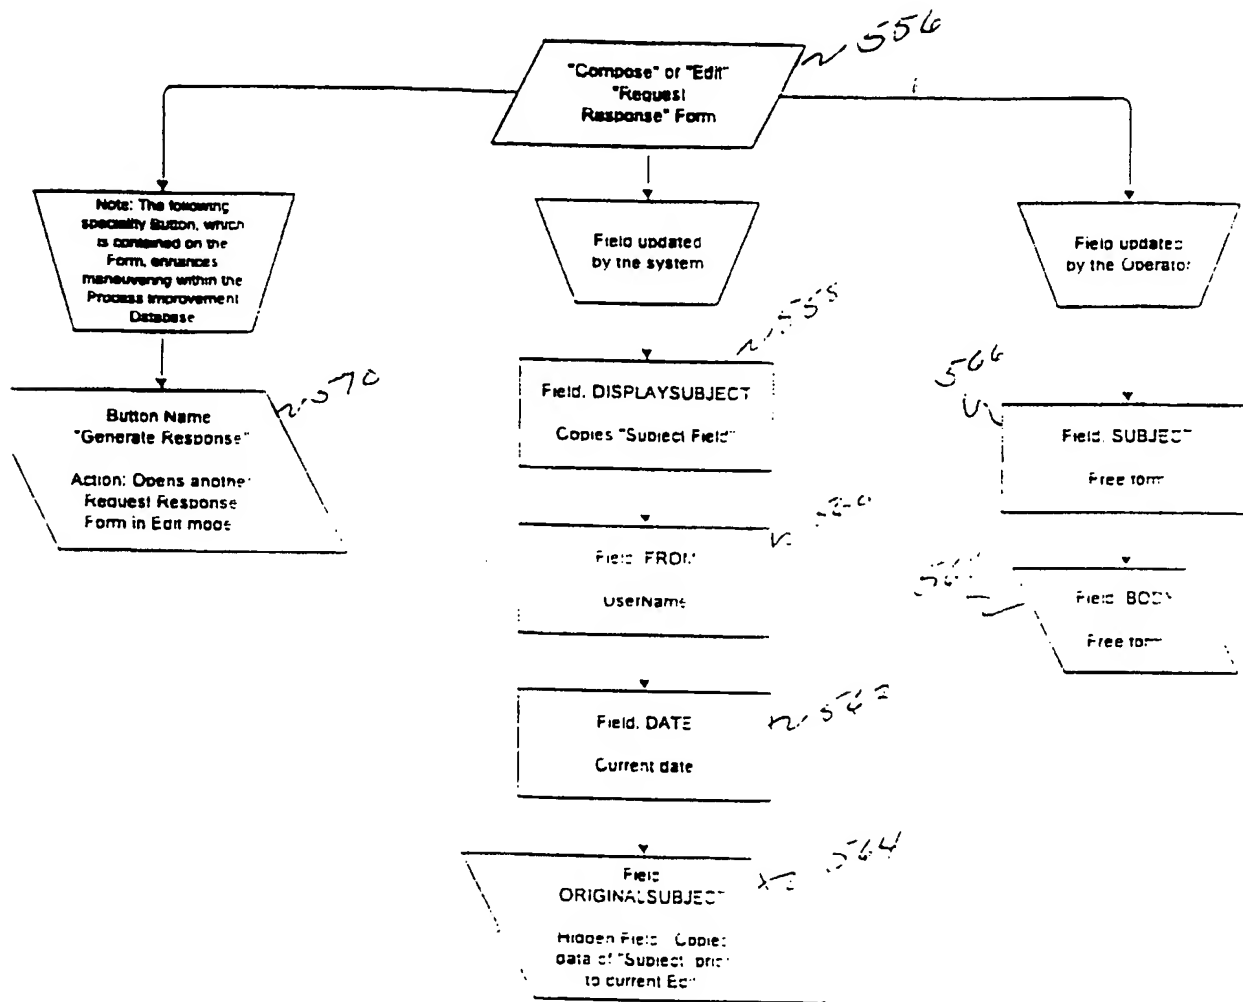 556
"Compose" or "Edit"
"Request
Response" Form
Note: The following
speciality Button, which
is contained on the
Form, enhances
maneuvering within the
Process Improvement
Database
Field updated
by the system
Field updated
by the Operator
558
570
Button Name
"Generate Response"
Action: Opens another
Request Response
Form in Edit mode
Field. DISPLAYSUBJECT
Copies "Subject Field"
566
Field. SUBJECT
Free form
Field. FROM
UserName
Field. BODY
Free form
562
Field. DATE
Current date
564
Field
ORIGINALSUBJECT
Hidden Field. Copies
data of "Subject" prior
to current Edit